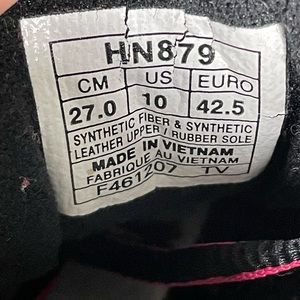 HN879
CM US EURO
27.0 10 42.5
SYNTHETIC FIBER & SYNTHETIC
LEATHER UPPER / RUBBER SOLE
MADE IN VIETNAM
FABRIQUE AU VIETNAM
F461207 TV